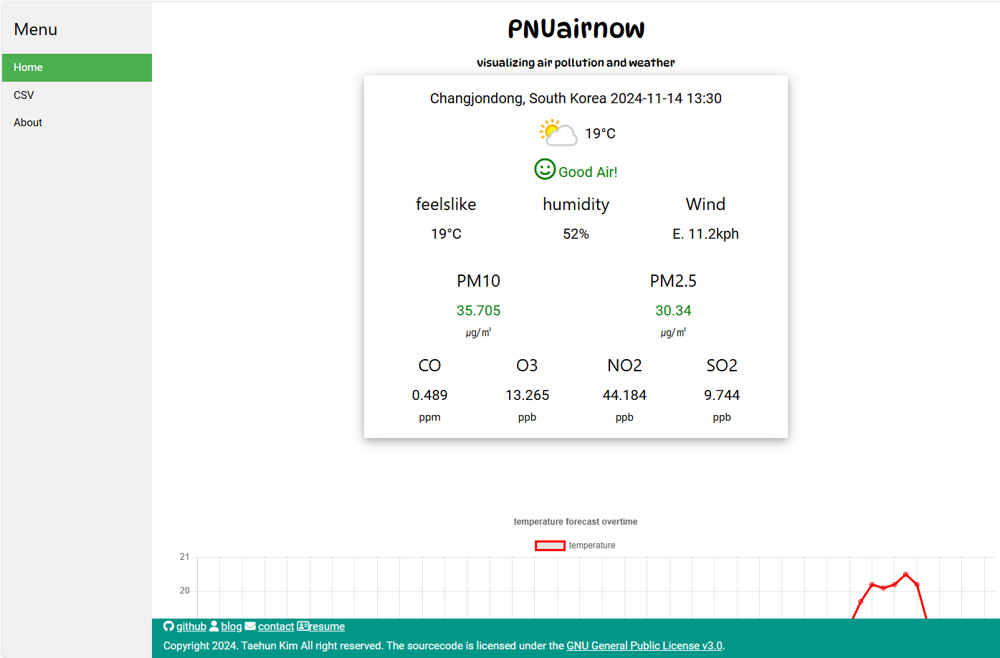 Menu
Home
CSV
About
PNUairnow
visualizing air pollution and weather
Changjondong, South Korea 2024-11-14 13:30
19°C
Good Air!
feelslike humidity Wind
19°C 52% E. 11.2kph
PM10 PM2.5
35.705 30.34
㎍/㎥ ㎍/㎥
CO O3 NO2 SO2
0.489 13.265 44.184 9.744
ppm ppb ppb ppb
temperature forecast overtime
temperature
21
20
github blog contact resume
Copyright 2024. Taehun Kim All right reserved. The sourcecode is licensed under the GNU General Public License v3.0.